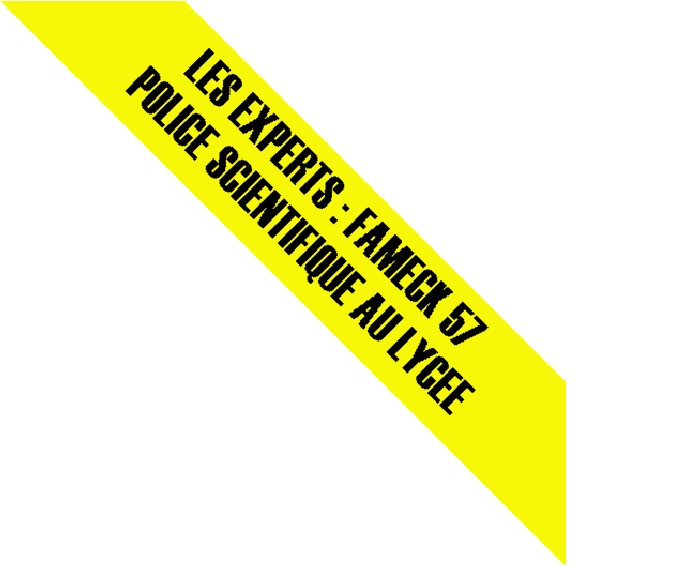 LES EXPERTS : FAMECK 57
POLICE SCIENTIFIQUE AU LYCEE